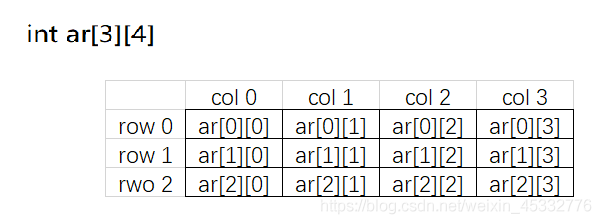 int ar[3][4]
col 0 col 1 col 2 col 3
row 0 ar[0][0] ar[0][1] ar[0][2] ar[0][3]
row 1 ar[1][0] ar[1][1] ar[1][2] ar[1][3]
rwo 2 ar[2][0] ar[2][1] ar[2][2] ar[2][3]
https://blog.csdn.net/weixin_45332776